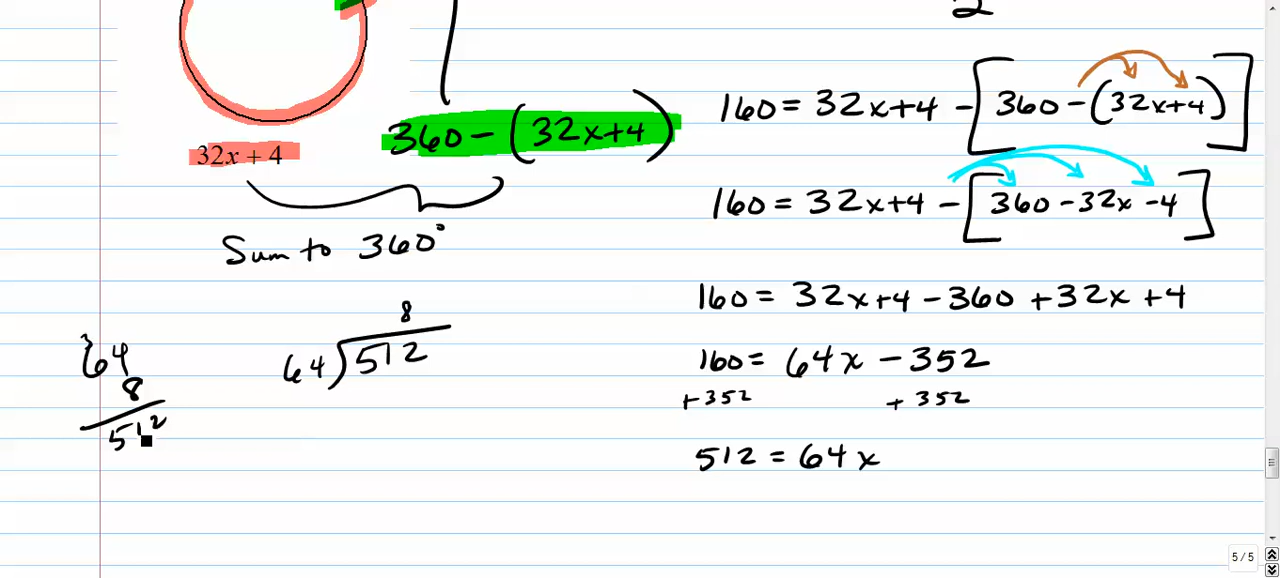 2
160 = 32x+4 - [360 - (32x+4)]
360 - (32x+4)
32x + 4
160 = 32x+4 - [360 - 32x - 4]
Sum to 360°
160 = 32x+4 - 360 + 32x + 4
8
64 512
160 = 64x - 352
+352 + 352
3
64
8
512
512 = 64x
5 / 5